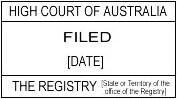 HIGH COURT OF AUSTRALIA
FILED
[DATE]
THE REGISTRY [State or Territory of the
office of the Registry]